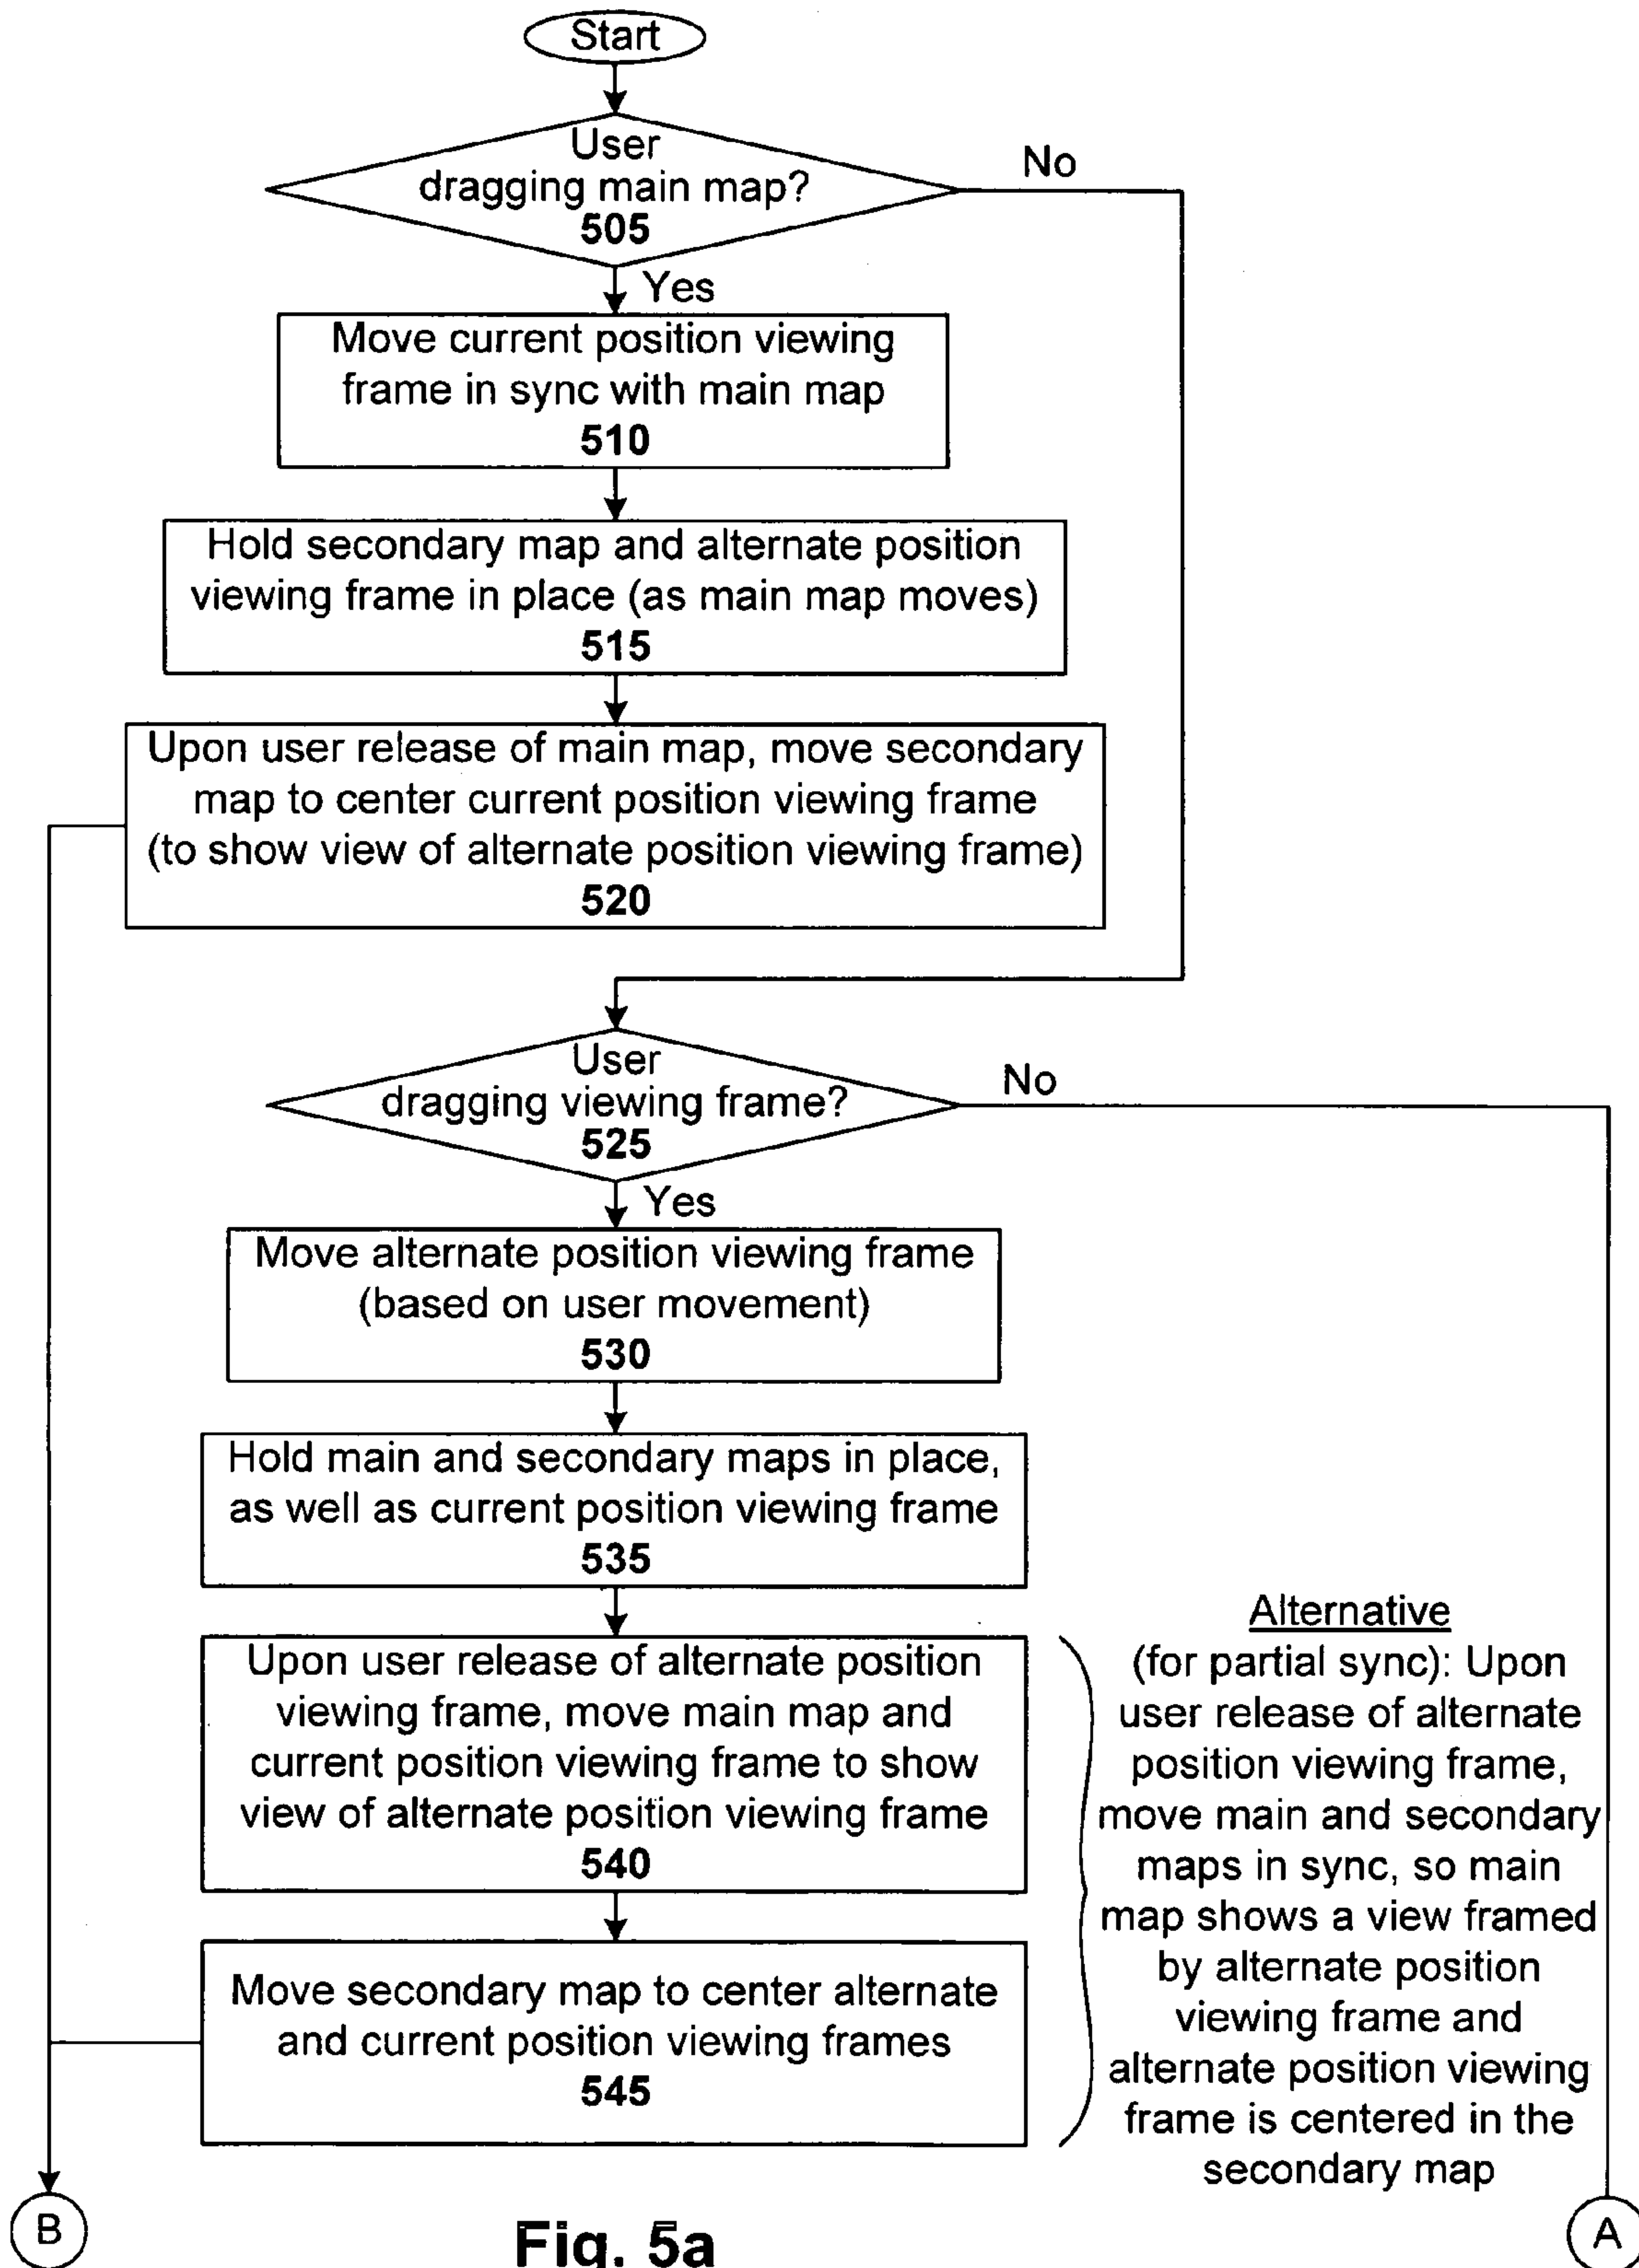 Start
User
dragging main map?
505
No
Yes
Move current position viewing
frame in sync with main map
510
Hold secondary map and alternate position
viewing frame in place (as main map moves)
515
Upon user release of main map, move secondary
map to center current position viewing frame
(to show view of alternate position viewing frame)
520
User
dragging viewing frame?
525
No
Yes
Move alternate position viewing frame
(based on user movement)
530
Hold main and secondary maps in place,
as well as current position viewing frame
535
Upon user release of alternate position
viewing frame, move main map and
current position viewing frame to show
view of alternate position viewing frame
540
Move secondary map to center alternate
and current position viewing frames
545
Alternative
(for partial sync): Upon
user release of alternate
position viewing frame,
move main and secondary
maps in sync, so main
map shows a view framed
by alternate position
viewing frame and
alternate position viewing
frame is centered in the
secondary map
B
A
Fig. 5a